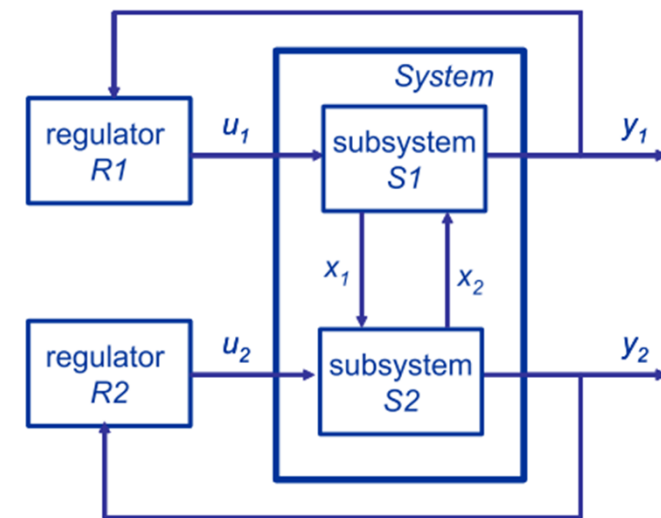 System
regulator
R1
u1
subsystem
S1
y1
x1
x2
regulator
R2
u2
subsystem
S2
y2